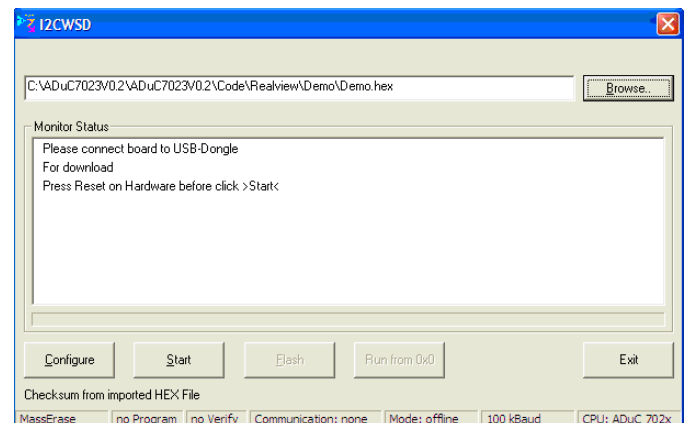 I2CWSD
C:\ADuC7023V0.2\ADuC7023V0.2\Code\Realview\Demo\Demo.hex
Browse..
Monitor Status
Please connect board to USB-Dongle
For download
Press Reset on Hardware before click >Start<
Configure Start Flash Run from 0x0 Exit
Checksum from imported HEX File
MassErase no Program no Verify Communication: none Mode: offline 100 kBaud CPU: ADuC 702x